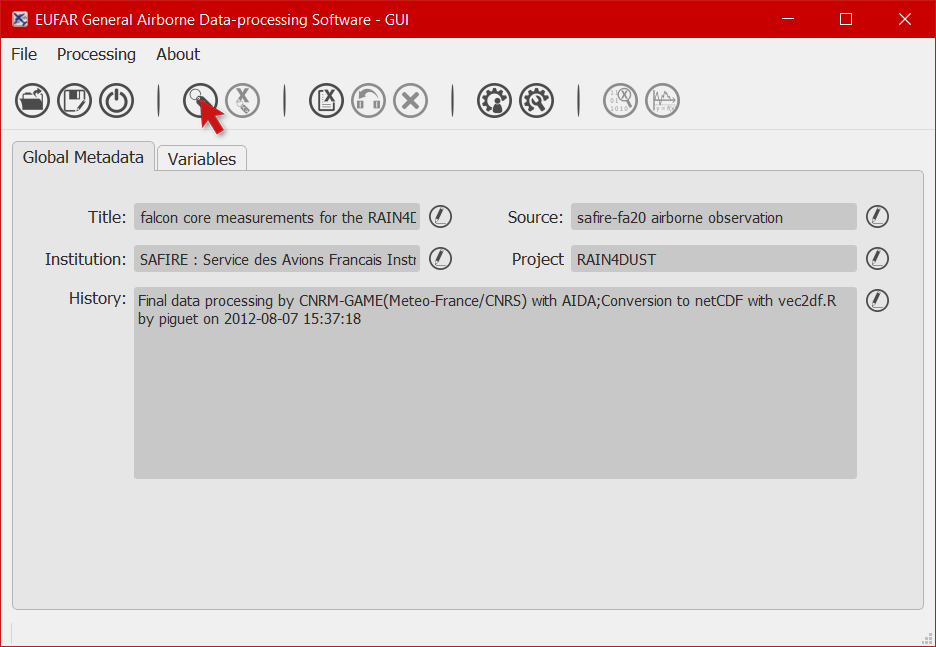 EUFAR General Airborne Data-processing Software - GUI
File Processing About
Global Metadata Variables
Title: falcon core measurements for the Source: safire-fa20 airborne observation
Institution: SAFIRE : Service des Avions Francais Project RAIN4DUST
History: Final data processing by CNRM-GAME(Meteo-France/CNRS) with AIDA;Conversion to netCDF with vec2df.R
by piguet on 2012-08-07 15:37:18